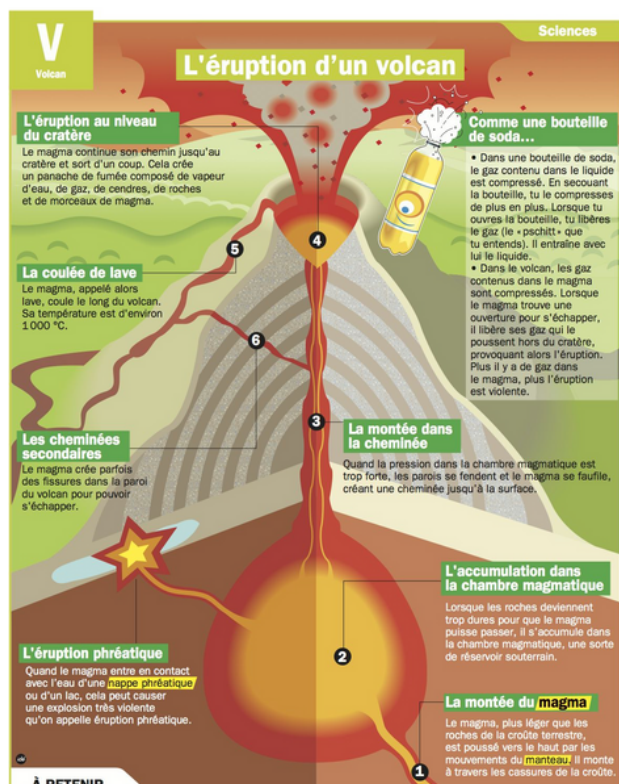 V
Volcan
Sciences
L'éruption d'un volcan
L'éruption au niveau
du cratère
Le magma continue son chemin jusqu'au
cratère et sort d'un coup. Cela crée
un panache de fumée composé de vapeur
d'eau, de gaz, de cendres, de roches
et de morceaux de magma.
Comme une bouteille
de soda...
• Dans une bouteille de soda,
le gaz contenu dans le liquide
est compressé. En secouant
la bouteille, tu le compresses
de plus en plus. Lorsque tu
ouvres la bouteille, tu libères
le gaz (le « pschitt » que
tu entends). Il entraîne avec
lui le liquide.
• Dans le volcan, les gaz
contenus dans le magma
sont compressés. Lorsque
le magma trouve une
ouverture pour s'échapper,
il libère ses gaz qui le
poussent hors du cratère,
provoquant alors l'éruption.
Plus il y a de gaz dans
le magma, plus l'éruption
est violente.
4
5
La coulée de lave
Le magma, appelé alors
lave, coule le long du volcan.
Sa température est d'environ
1 000 °C.
6
Les cheminées
secondaires
Le magma crée parfois
des fissures dans la paroi
du volcan pour pouvoir
s'échapper.
3
La montée dans
la cheminée
Quand la pression dans la chambre magmatique est
trop forte, les parois se fendent et le magma se faufile,
créant une cheminée jusqu'à la surface.
L'accumulation dans
la chambre magmatique
Lorsque les roches deviennent
trop dures pour que le magma
puisse passer, il s'accumule dans
la chambre magmatique, une sorte
de réservoir souterrain.
2
L'éruption phréatique
Quand le magma entre en contact
avec l'eau d'une nappe phréatique
ou d'un lac, cela peut causer
une explosion très violente
qu'on appelle éruption phréatique.
La montée du magma
Le magma, plus léger que les
roches de la croûte terrestre,
est poussé vers le haut par les
mouvements du manteau. Il monte
à travers les cassures de la croûte.
1
À RETENIR